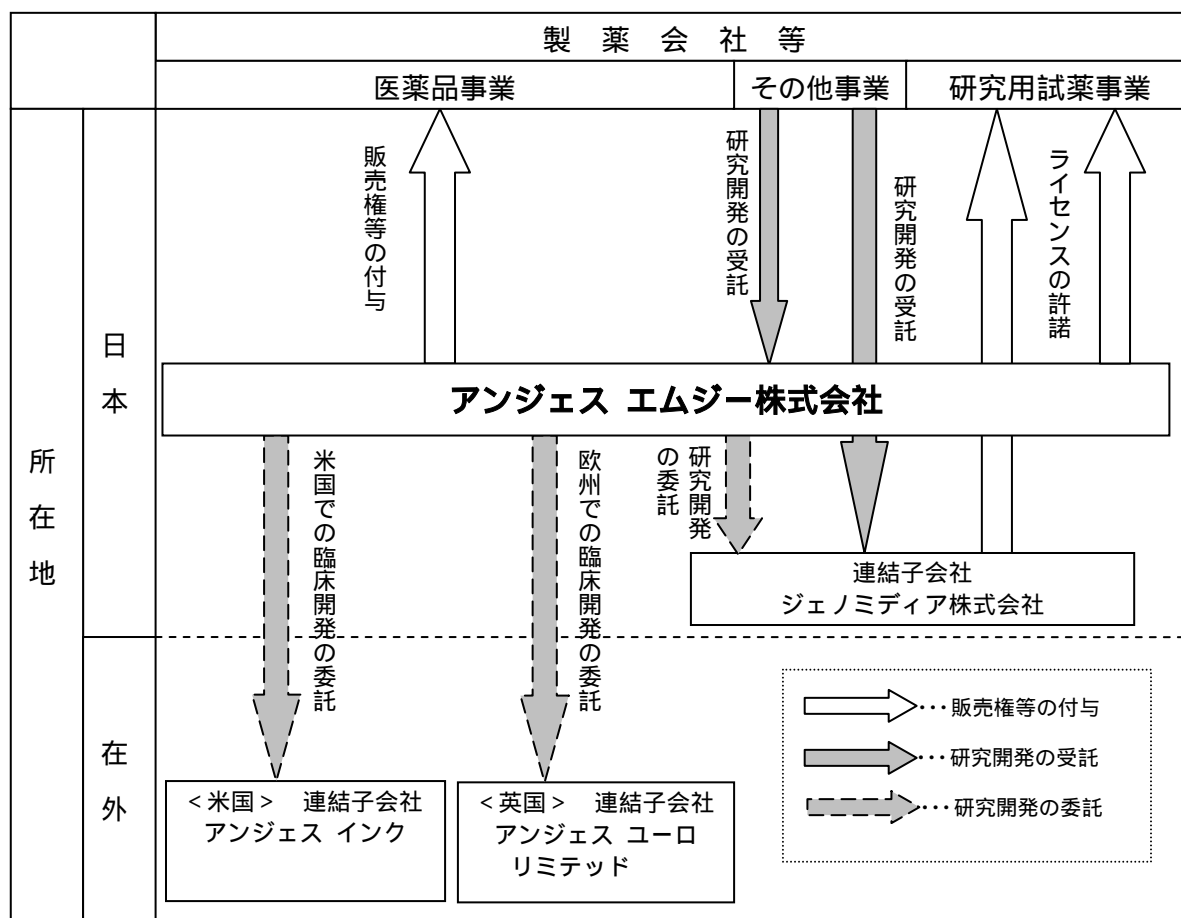 製薬会社等
医薬品事業
その他事業
研究用試薬事業
販売権等の付与
研究開発の受託
研究開発の受託
ライセンスの許諾
所在地
日本
アンジェス エムジー株式会社
米国での臨床開発の委託
欧州での臨床開発の委託
研究開発
の委託
連結子会社
ジェノミディア株式会社
在外
<米国> 連結子会社
アンジェス インク
<英国> 連結子会社
アンジェス ユーロ
リミテッド
･･･販売権等の付与
･･･研究開発の受託
･･･研究開発の委託